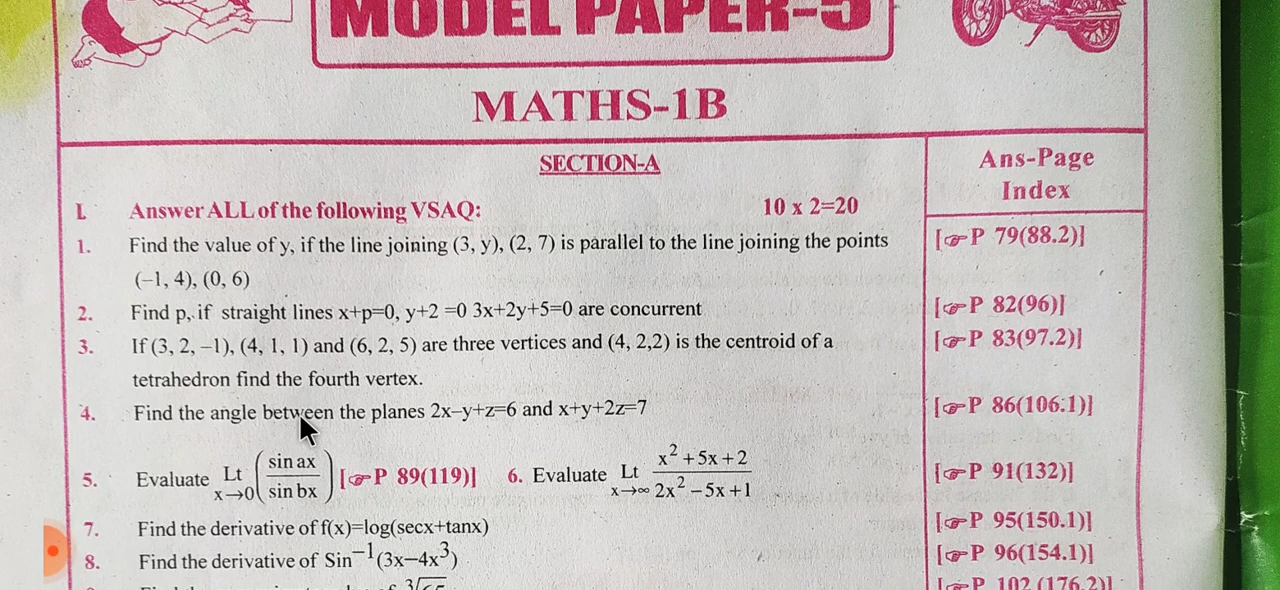 MODEL PAPER-5
MATHS-1B
SECTION-A
Ans-Page Index
I. Answer ALL of the following VSAQ: 10 x 2=20
1. Find the value of y, if the line joining (3, y), (2, 7) is parallel to the line joining the points [☞P 79(88.2)]
(−1, 4), (0, 6)
2. Find p, if straight lines x+p=0, y+2 =0 3x+2y+5=0 are concurrent [☞P 82(96)]
3. If (3, 2, −1), (4, 1, 1) and (6, 2, 5) are three vertices and (4, 2,2) is the centroid of a [☞P 83(97.2)]
tetrahedron find the fourth vertex.
4. Find the angle between the planes 2x−y+z=6 and x+y+2z=7 [☞P 86(106.1)]
5. Evaluate Lt x→0 (sin ax / sin bx) [☞P 89(119)] 6. Evaluate Lt x→∞ (x² +5x+2) / (2x² −5x+1) [☞P 91(132)]
7. Find the derivative of f(x)=log(secx+tanx) [☞P 95(150.1)]
8. Find the derivative of Sin⁻¹(3x−4x³) [☞P 96(154.1)]
[☞P 102 (176.2)]